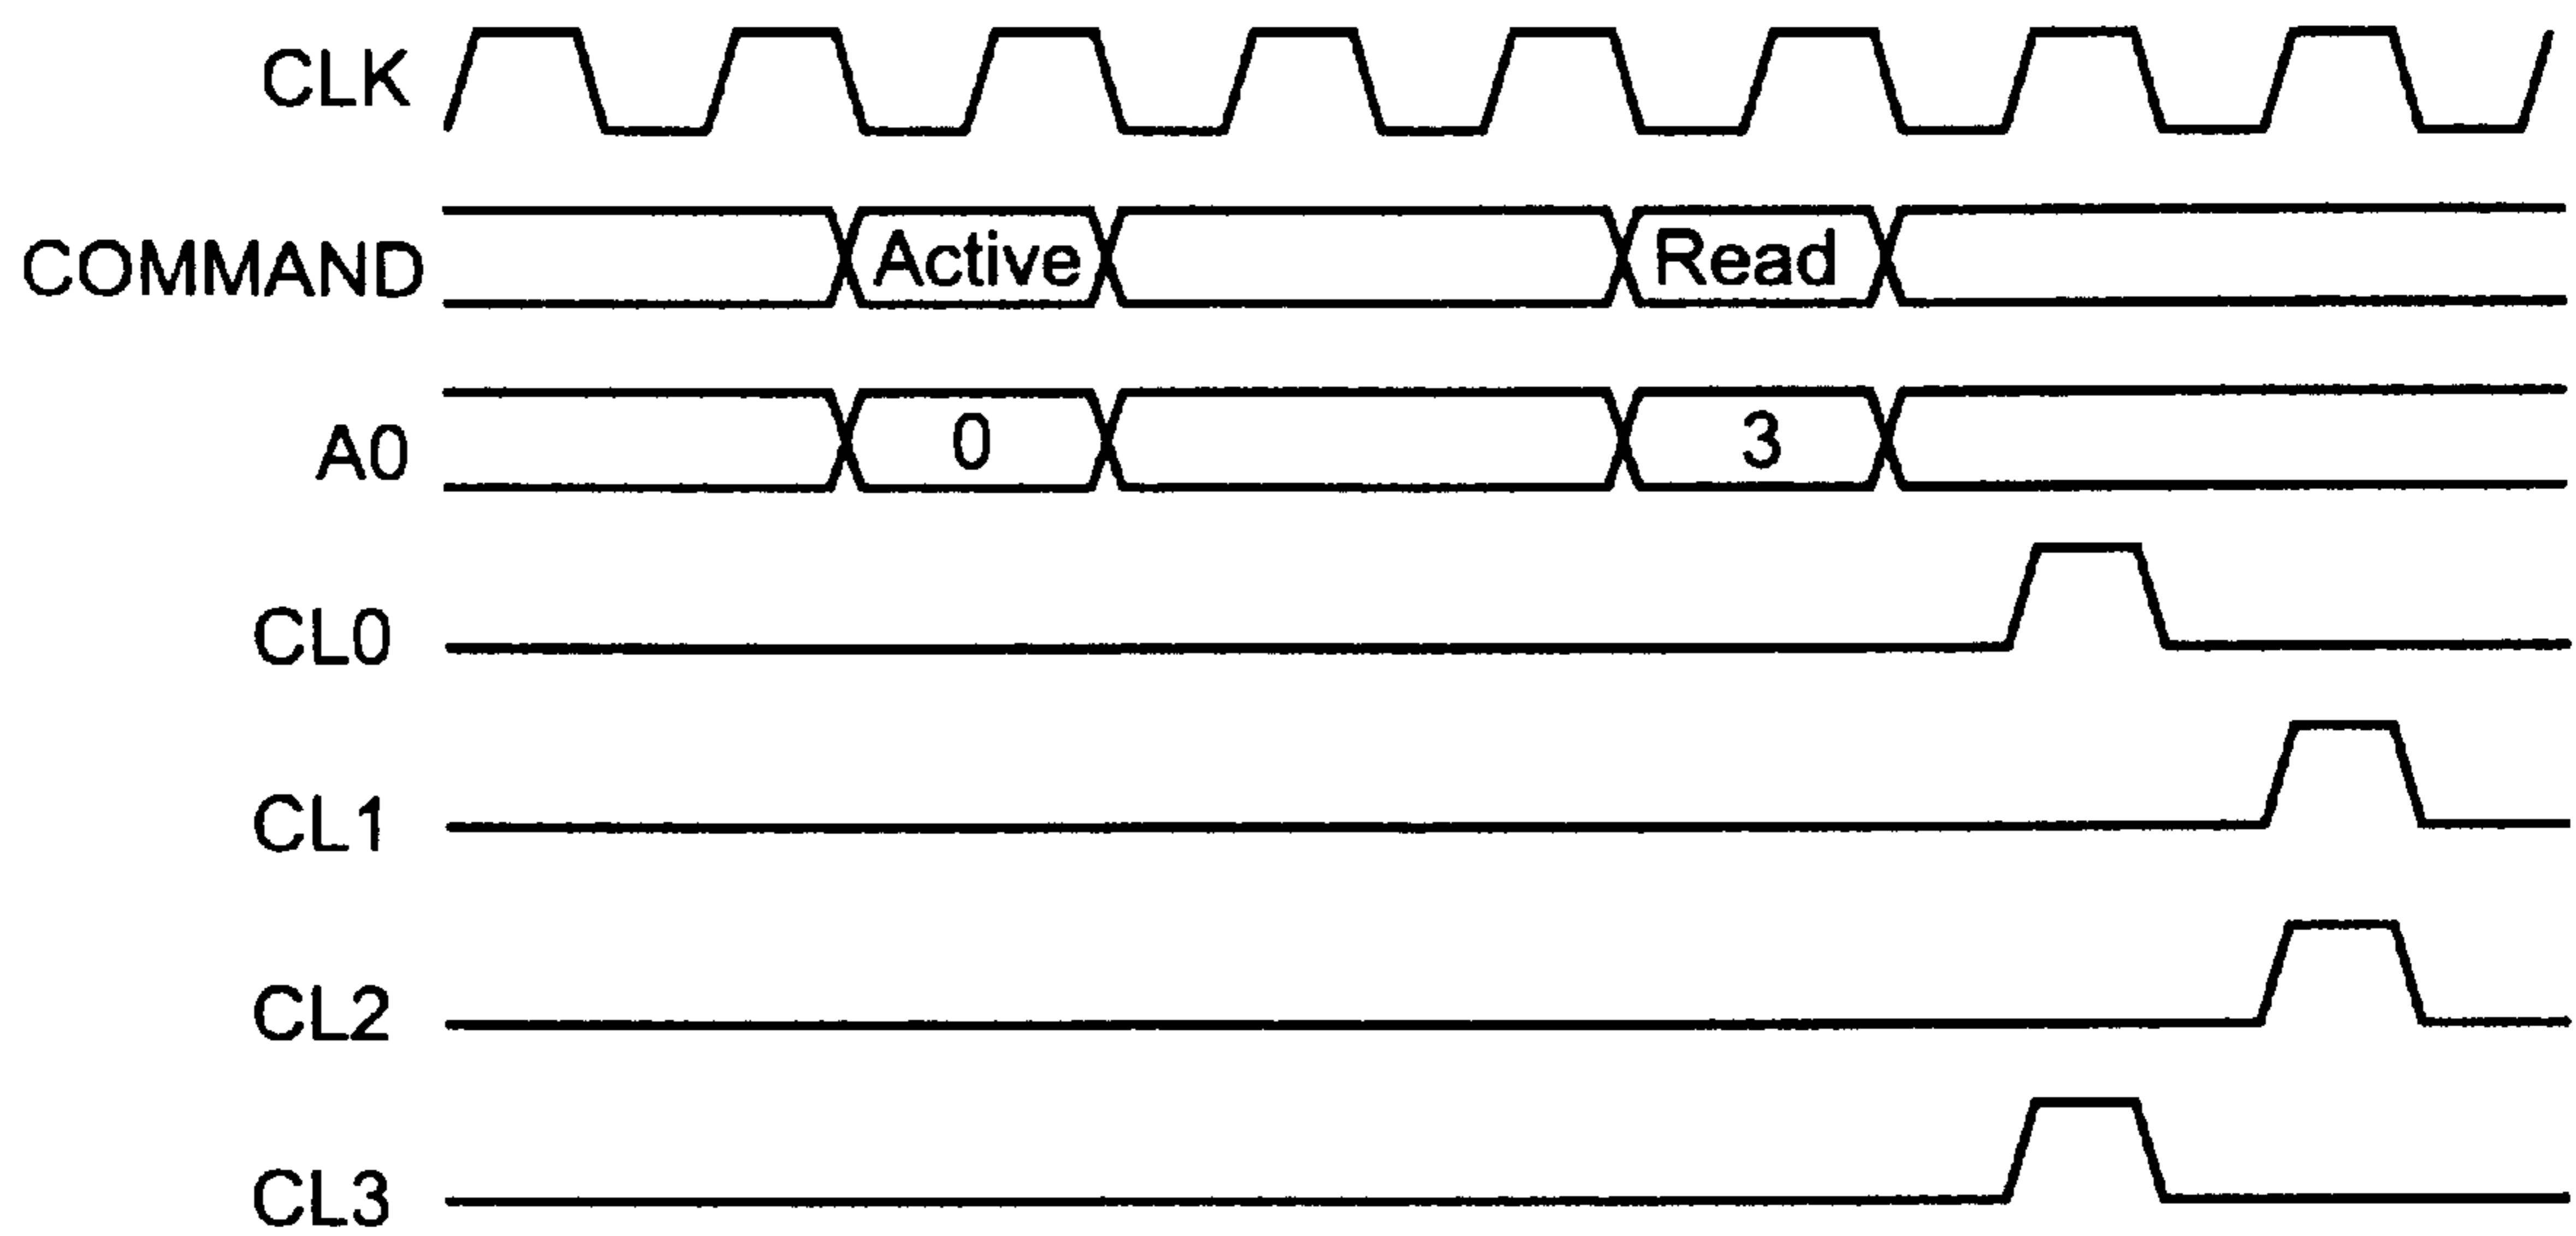 CLK
COMMAND Active Read
A0 0 3
CL0
CL1
CL2
CL3